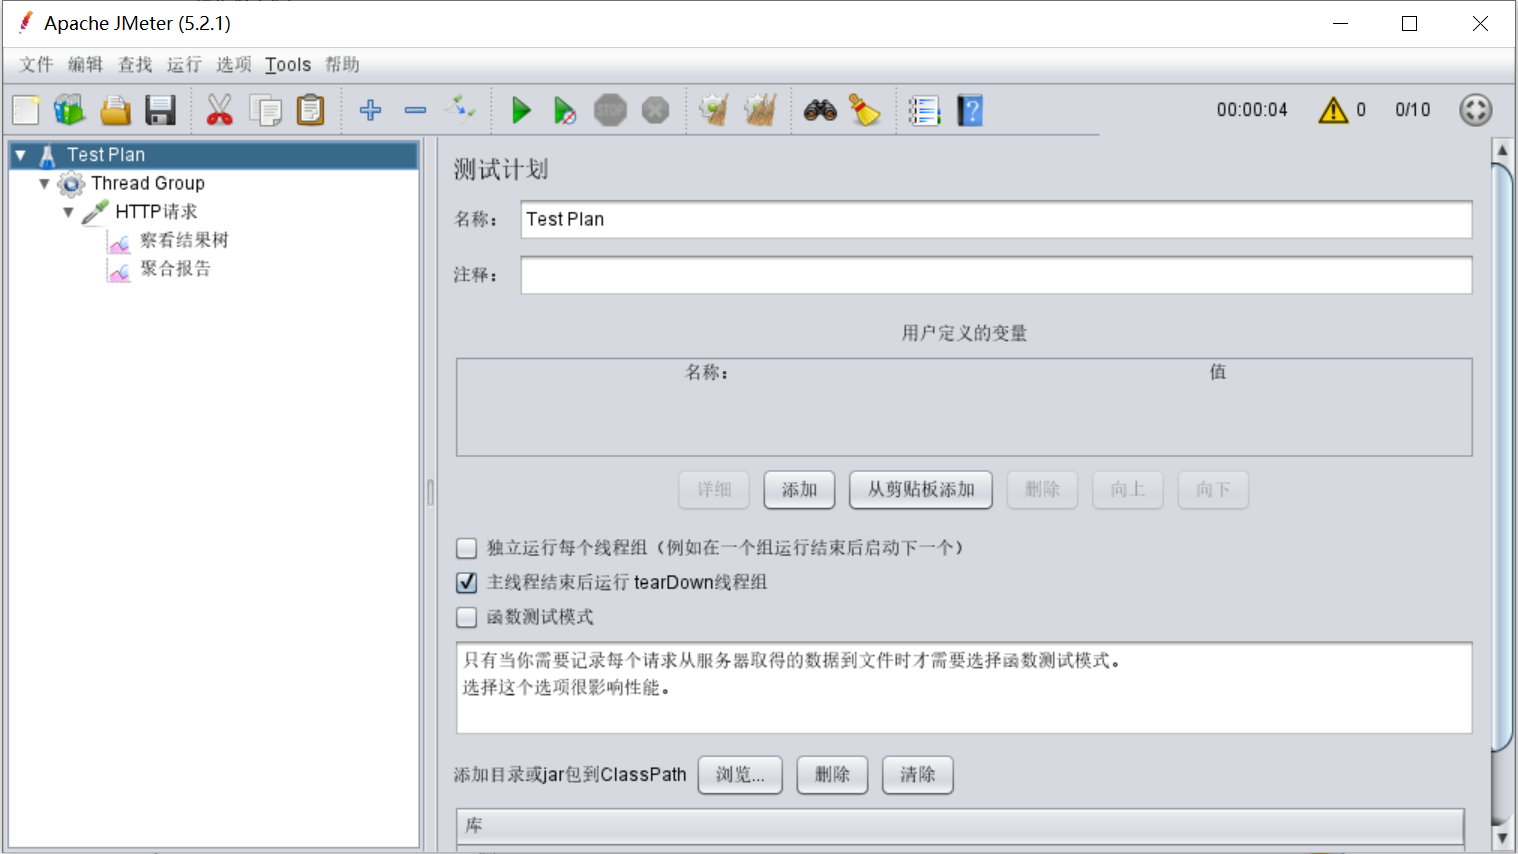 Apache JMeter (5.2.1)
文件 编辑 查找 运行 选项 Tools 帮助
STOP
00:00:04 0 0/10
Test Plan
Thread Group
HTTP请求
察看结果树
聚合报告
测试计划
名称： Test Plan
注释：
用户定义的变量
名称： 值
详细 添加 从剪贴板添加 删除 向上 向下
独立运行每个线程组（例如在一个组运行结束后启动下一个）
主线程结束后运行 tearDown线程组
函数测试模式
只有当你需要记录每个请求从服务器取得的数据到文件时才需要选择函数测试模式。
选择这个选项很影响性能。
添加目录或jar包到ClassPath 浏览... 删除 清除
库